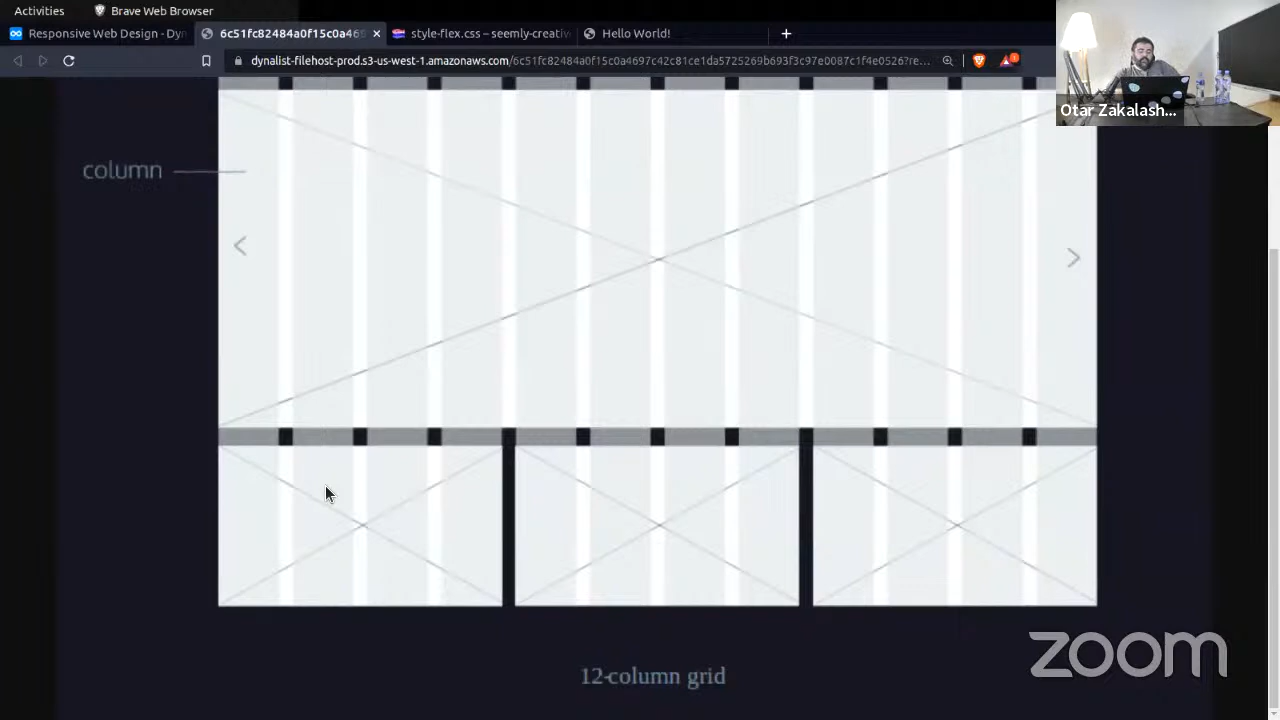 Activities
Brave Web Browser
Responsive Web Design - Dyn
6c51fc82484a0f15c0a469
style-flex.css – seemly-creativ
Hello World!
dynalist-filehost-prod.s3-us-west-1.amazonaws.com/6c51fc82484a0f15c0a4697c42c81ce1da5725269b693f3c97e0087c1f4e0526?re...
Otar Zakalash...
column
12-column grid
zoom